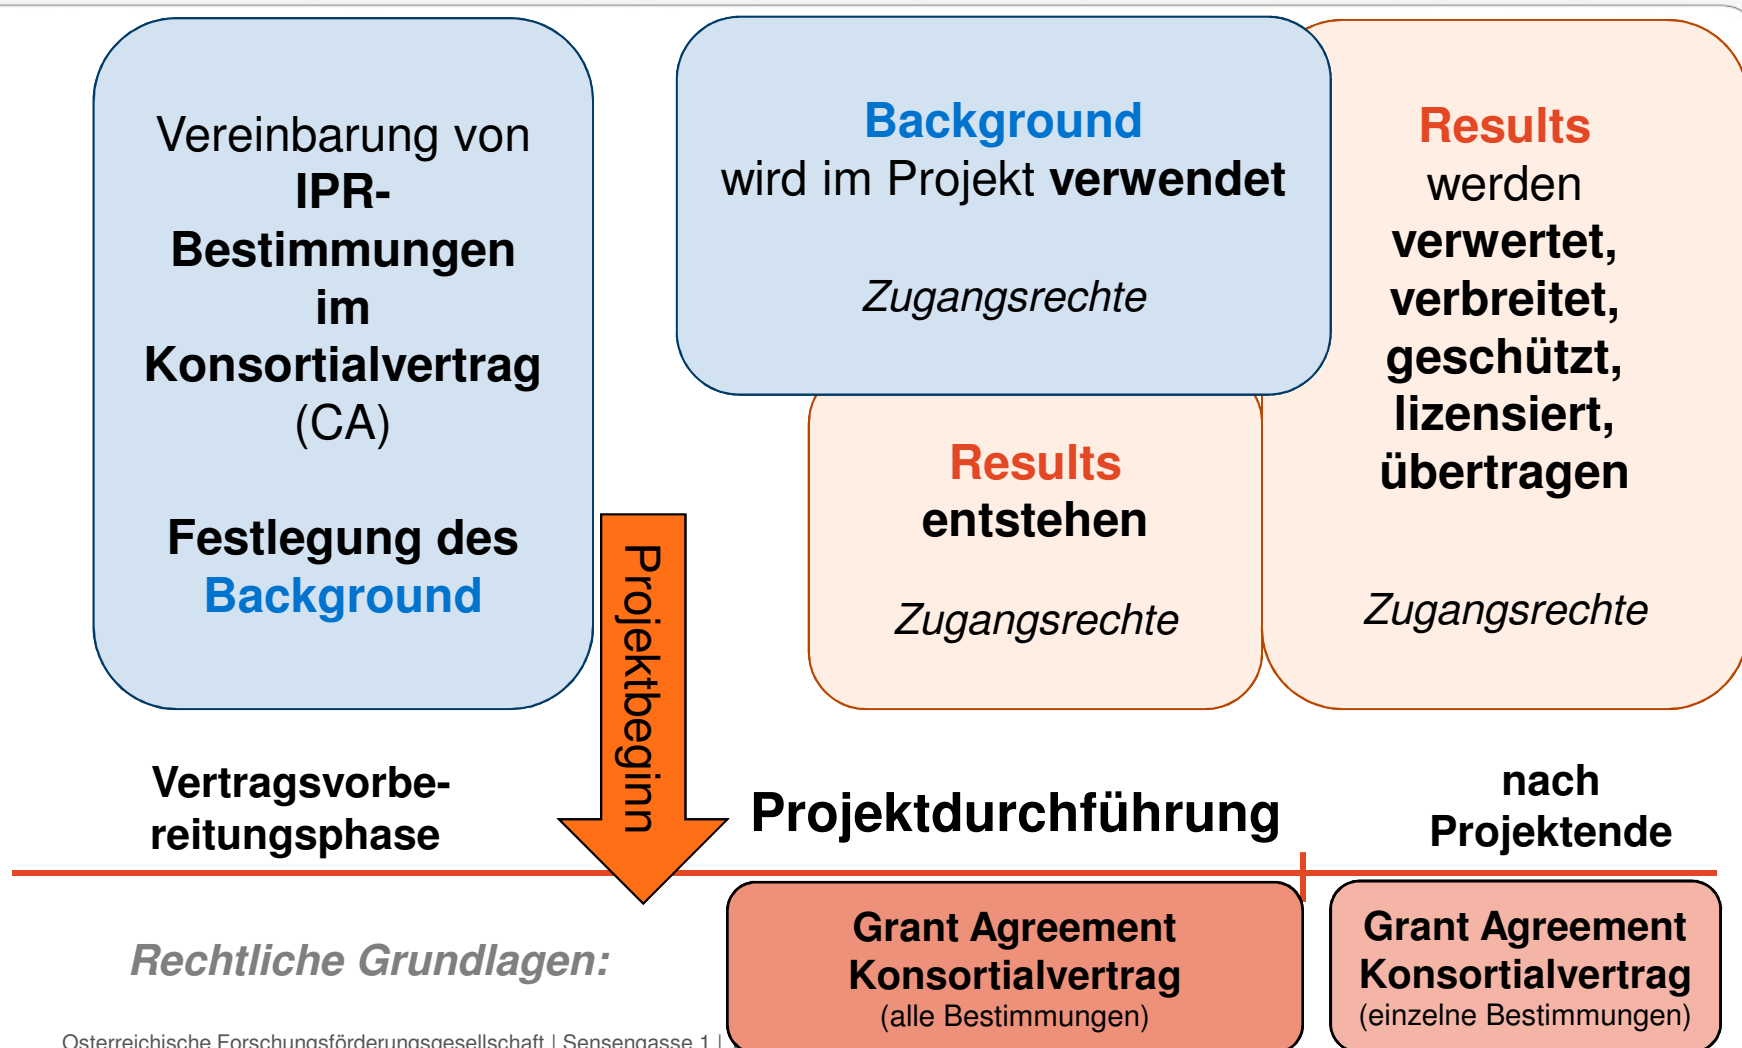 Vereinbarung von
IPR-
Bestimmungen
im
Konsortialvertrag
(CA)
Festlegung des
Background
Background
wird im Projekt verwendet
Zugangsrechte
Results
entstehen
Zugangsrechte
Results
werden
verwertet,
verbreitet,
geschützt,
lizensiert,
übertragen
Zugangsrechte
Projektbeginn
Vertragsvorbe-
reitungsphase
Projektdurchführung
nach
Projektende
Rechtliche Grundlagen:
Grant Agreement
Konsortialvertrag
(alle Bestimmungen)
Grant Agreement
Konsortialvertrag
(einzelne Bestimmungen)
Österreichische Forschungsförderungsgesellschaft | Sensengasse 1 |